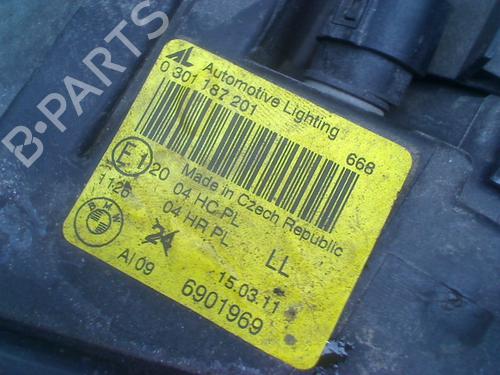 B-PARTS
AL Automotive Lighting
0 301 187 201
668
E1 20
Made in Czech Republic
04 HC PL
04 HR PL
1126
BMW
LL
AI 09
15.03.11
6901969